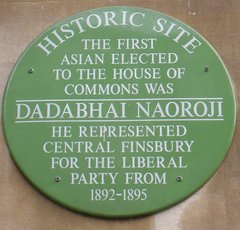 HISTORIC SITE
THE FIRST
ASIAN ELECTED
TO THE HOUSE OF
COMMONS WAS
DADABHAI NAOROJI
HE REPRESENTED
CENTRAL FINSBURY
FOR THE LIBERAL
PARTY FROM
1892-1895